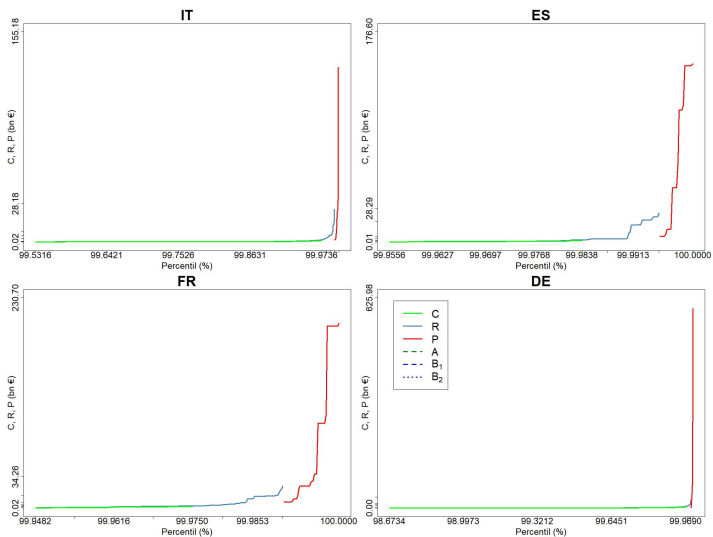 IT
155.18
28.18
0.02
C, R, P (bn €)
99.5316 99.6421 99.7526 99.8631 99.9736
Percentil (%)
ES
178.60
28.29
0.01
C, R, P (bn €)
99.9556 99.9627 99.9697 99.9768 99.9838 99.9913 100.0000
Percentil (%)
FR
230.70
34.26
0.02
C, R, P (bn €)
99.9482 99.9616 99.9750 99.9853 100.0000
Percentil (%)
DE
625.98
0.00
C, R, P (bn €)
C
R
P
A
B₁
B₂
98.6734 98.9973 99.3212 99.6451 99.9690
Percentil (%)